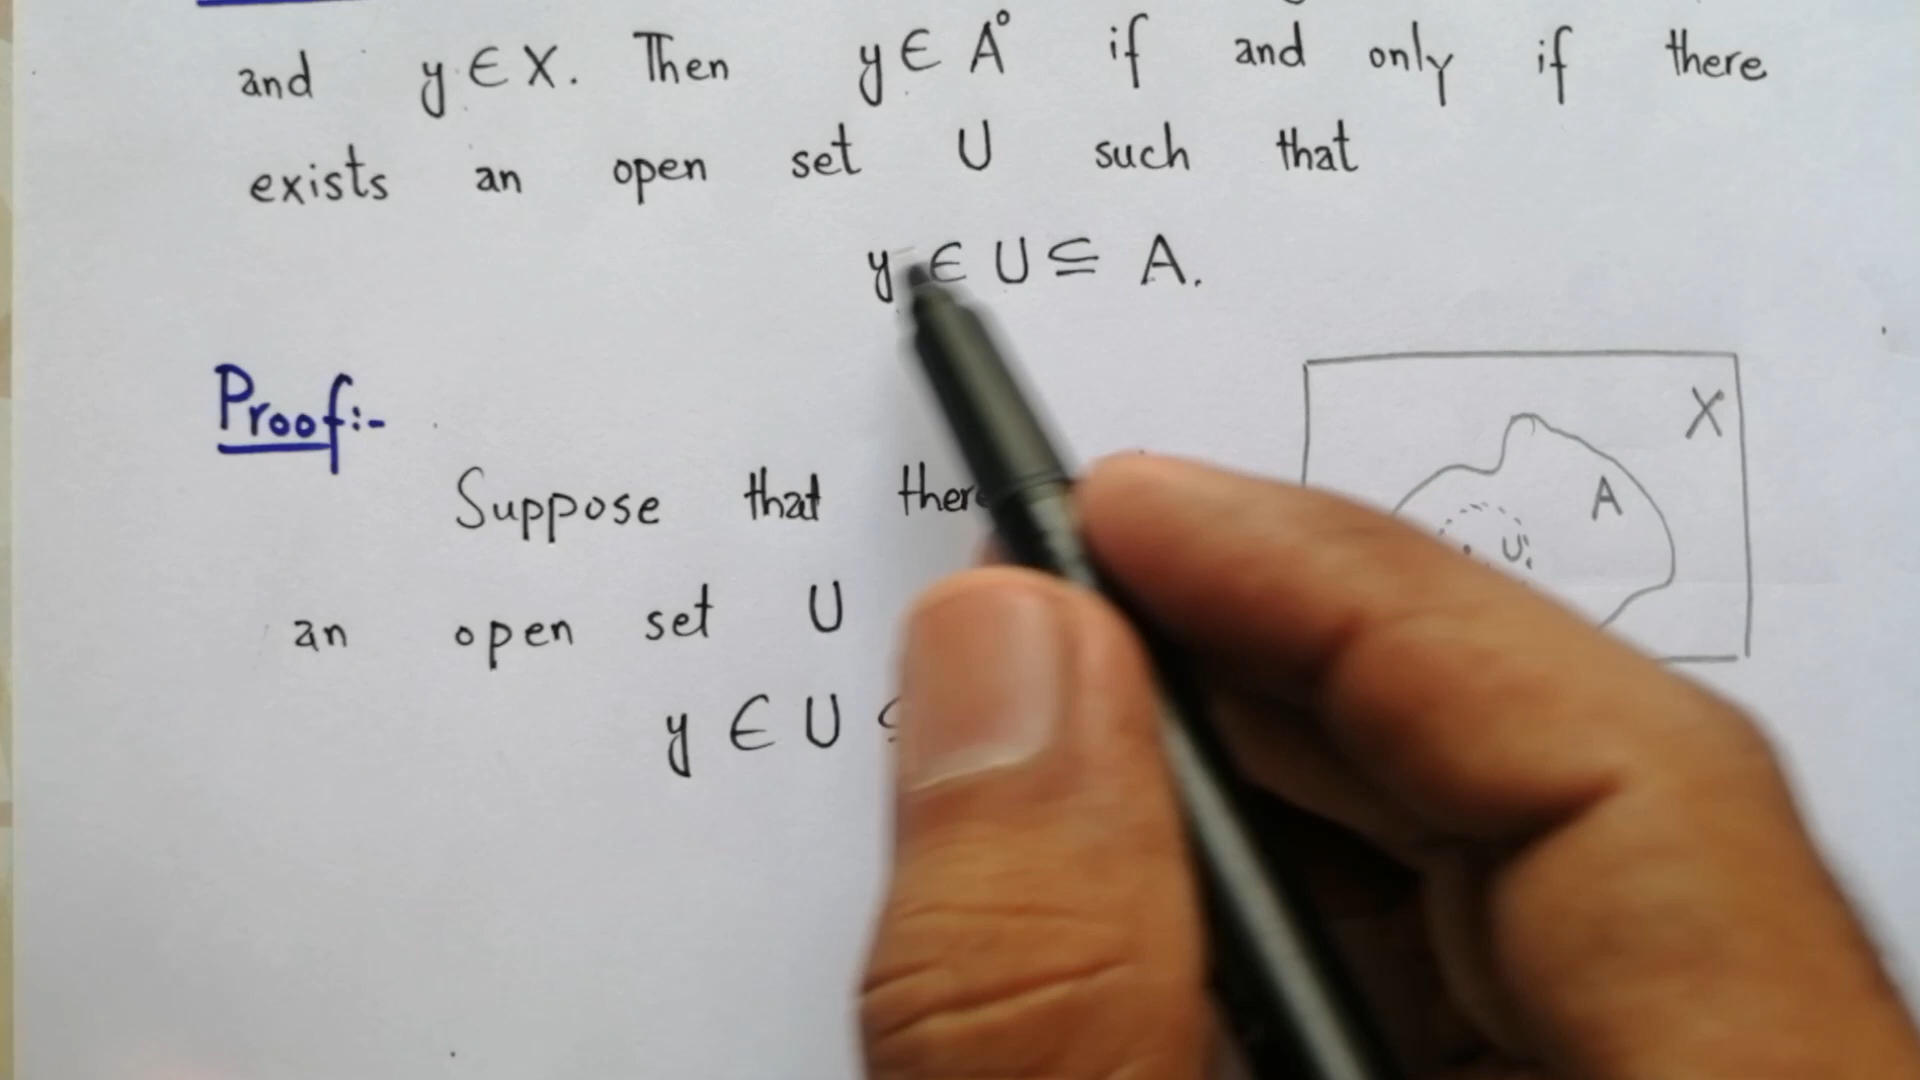 and y ∈ X. Then y ∈ A° if and only if there
exists an open set U such that
y ∈ U ⊆ A.
Proof:-
Suppose that
an open set U
y ∈ U
X
A
U